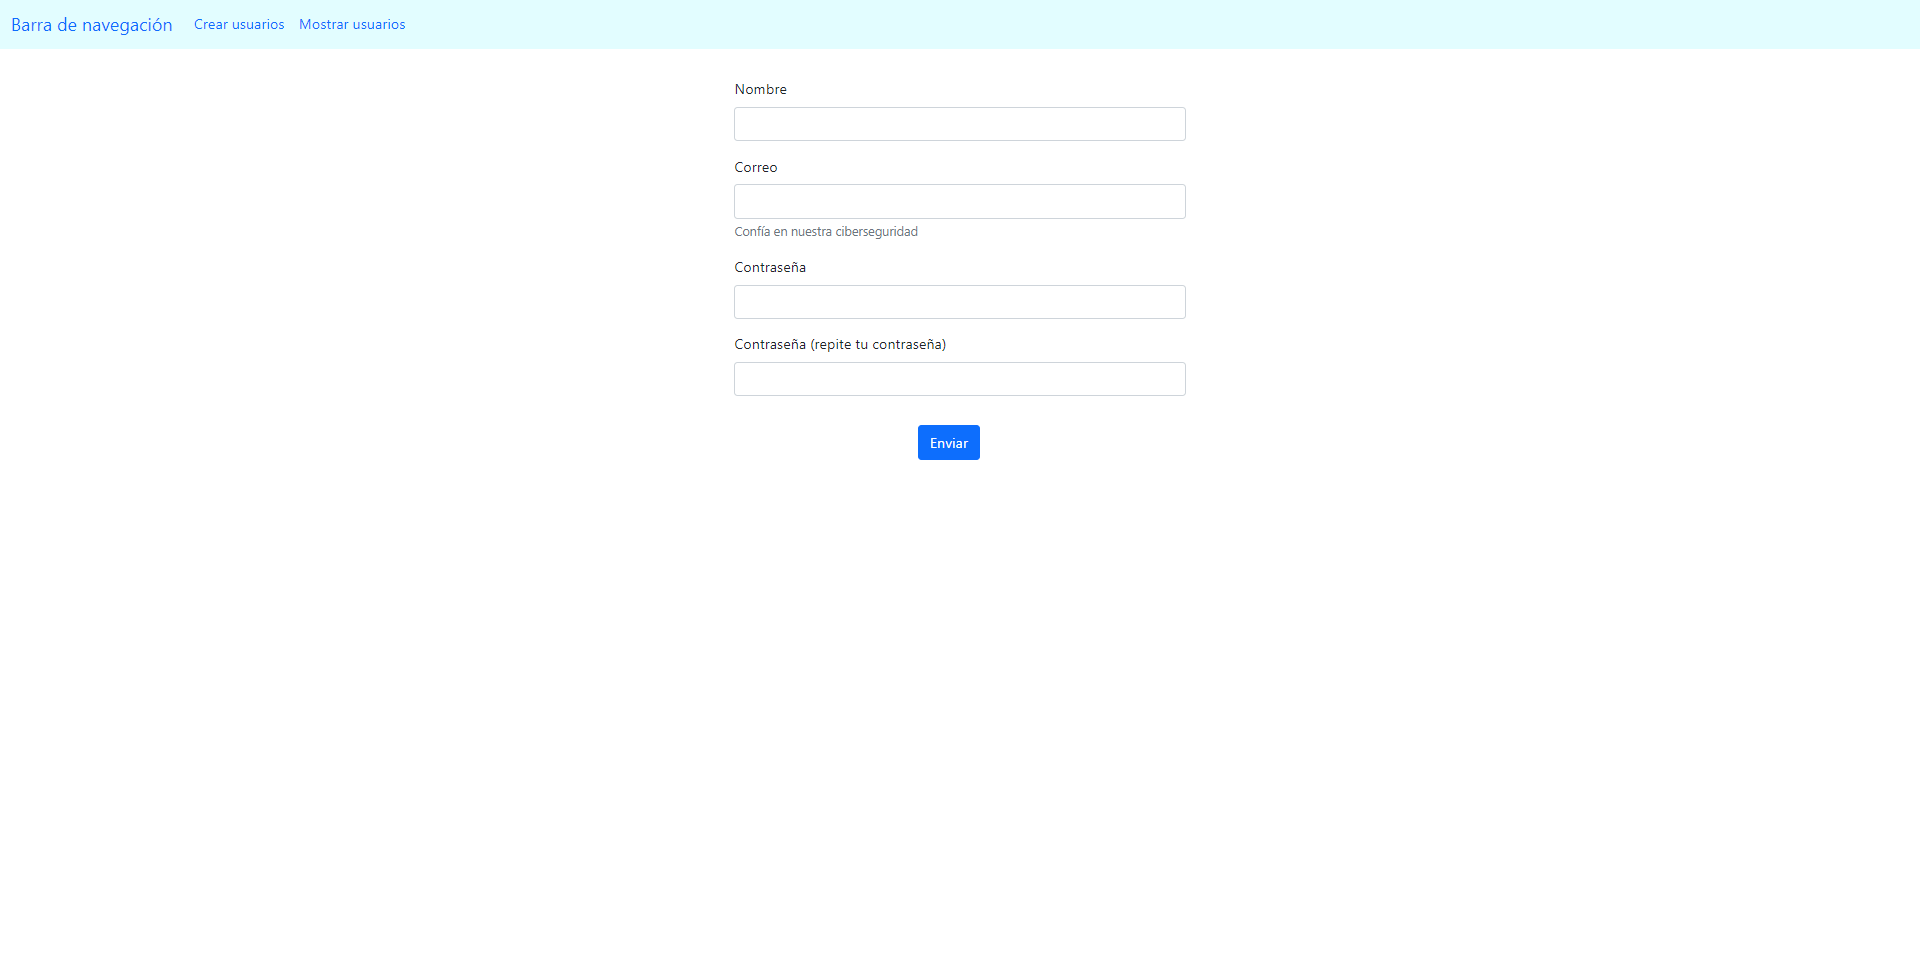 Barra de navegación Crear usuarios Mostrar usuarios
Nombre
Correo
Confía en nuestra ciberseguridad
Contraseña
Contraseña (repite tu contraseña)
Enviar